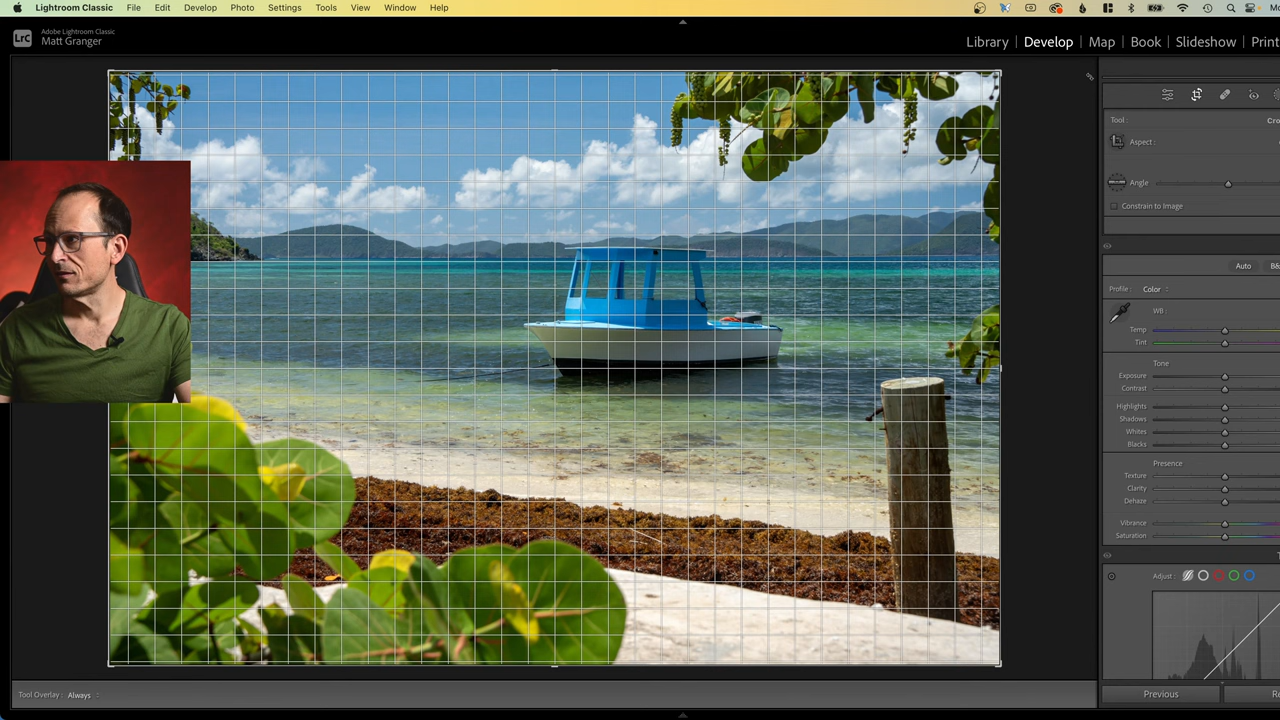 Lightroom Classic File Edit Develop Photo Settings Tools View Window Help
LrC Adobe Lightroom Classic
Matt Granger
Library | Develop | Map | Book | Slideshow | Print
Tool :
Aspect :
Angle
Constrain to Image
Auto
Profile : Color
WB :
Temp
Tint
Tone
Exposure
Contrast
Highlights
Shadows
Whites
Blacks
Presence
Texture
Clarity
Dehaze
Vibrance
Saturation
Adjust :
Tool Overlay : Always
Previous